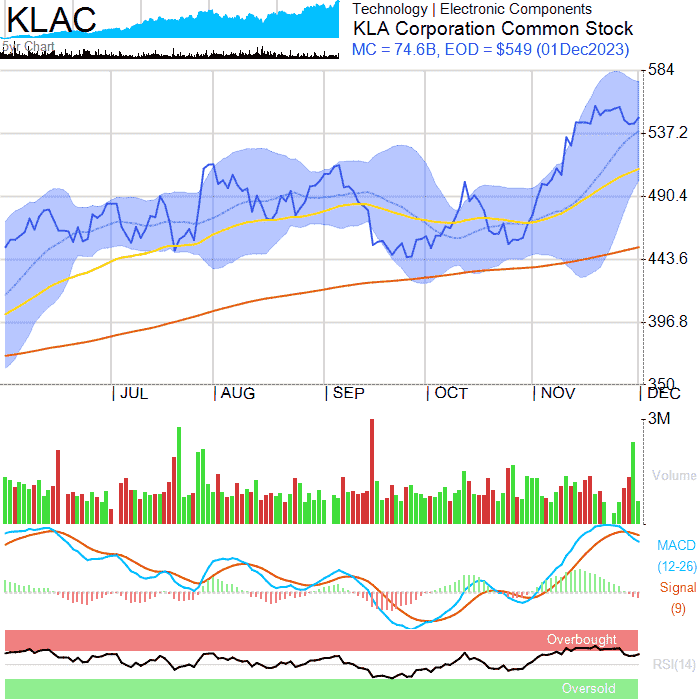 KLAC
5yr Chart
Technology | Electronic Components
KLA Corporation Common Stock
MC = 74.6B, EOD = $549 (01Dec2023)
584
537.2
490.4
443.6
396.8
350
JUL
AUG
SEP
OCT
NOV
DEC
3M
Volume
MACD
(12-26)
Signal
(9)
Overbought
RSI(14)
Oversold